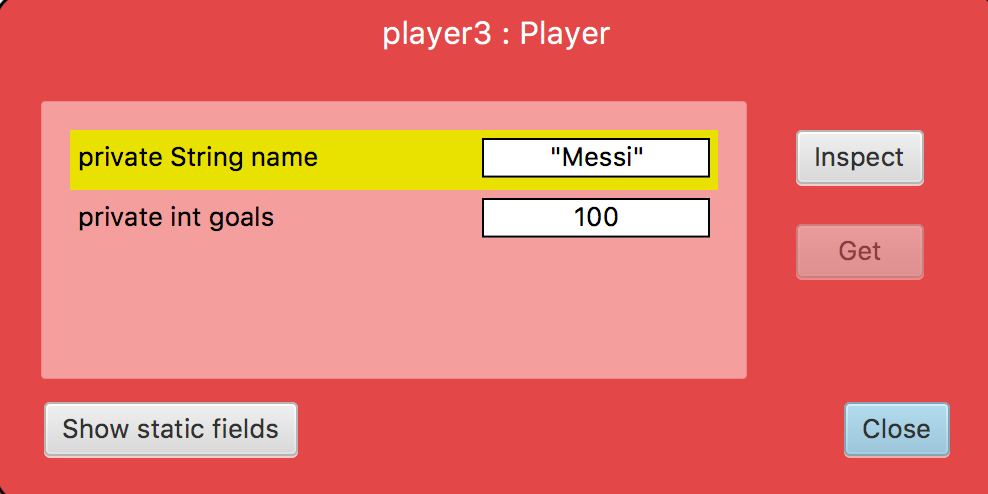 player3 : Player
private String name "Messi"
private int goals 100
Inspect
Get
Show static fields
Close